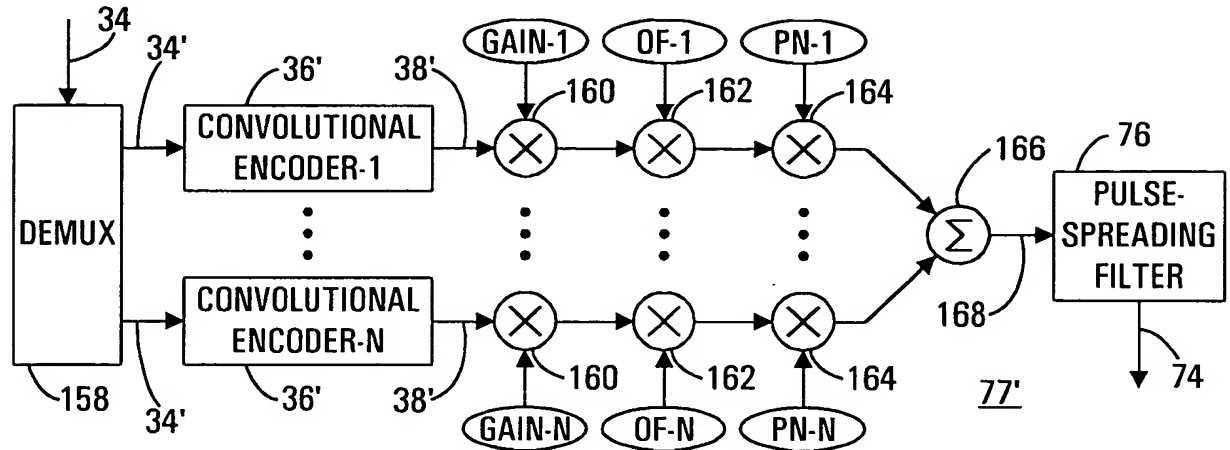 34
34'
36'
38'
GAIN-1
OF-1
PN-1
160
162
164
CONVOLUTIONAL
ENCODER-1
DEMUX
166
Σ
168
76
PULSE-
SPREADING
FILTER
74
CONVOLUTIONAL
ENCODER-N
158
34'
36'
38'
160
162
164
GAIN-N
OF-N
PN-N
77'